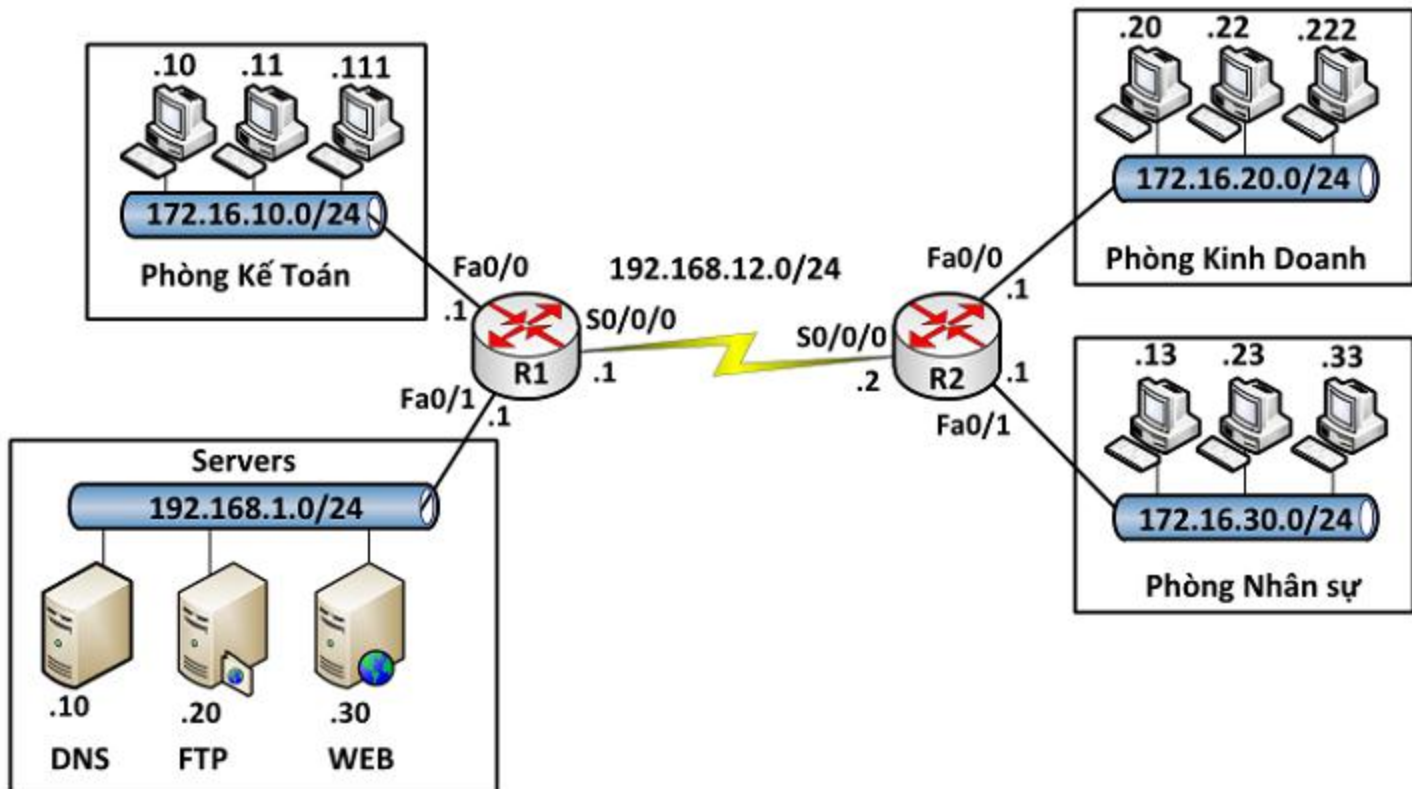 .10 .11 .111
172.16.10.0/24
Phòng Kế Toán
.20 .22 .222
172.16.20.0/24
Phòng Kinh Doanh
Fa0/0
.1
192.168.12.0/24
S0/0/0
.1
R1
Fa0/1
.1
Fa0/0
.1
S0/0/0
.2
R2
.1
Fa0/1
.13 .23 .33
172.16.30.0/24
Phòng Nhân sự
Servers
192.168.1.0/24
.10 .20 .30
DNS FTP WEB